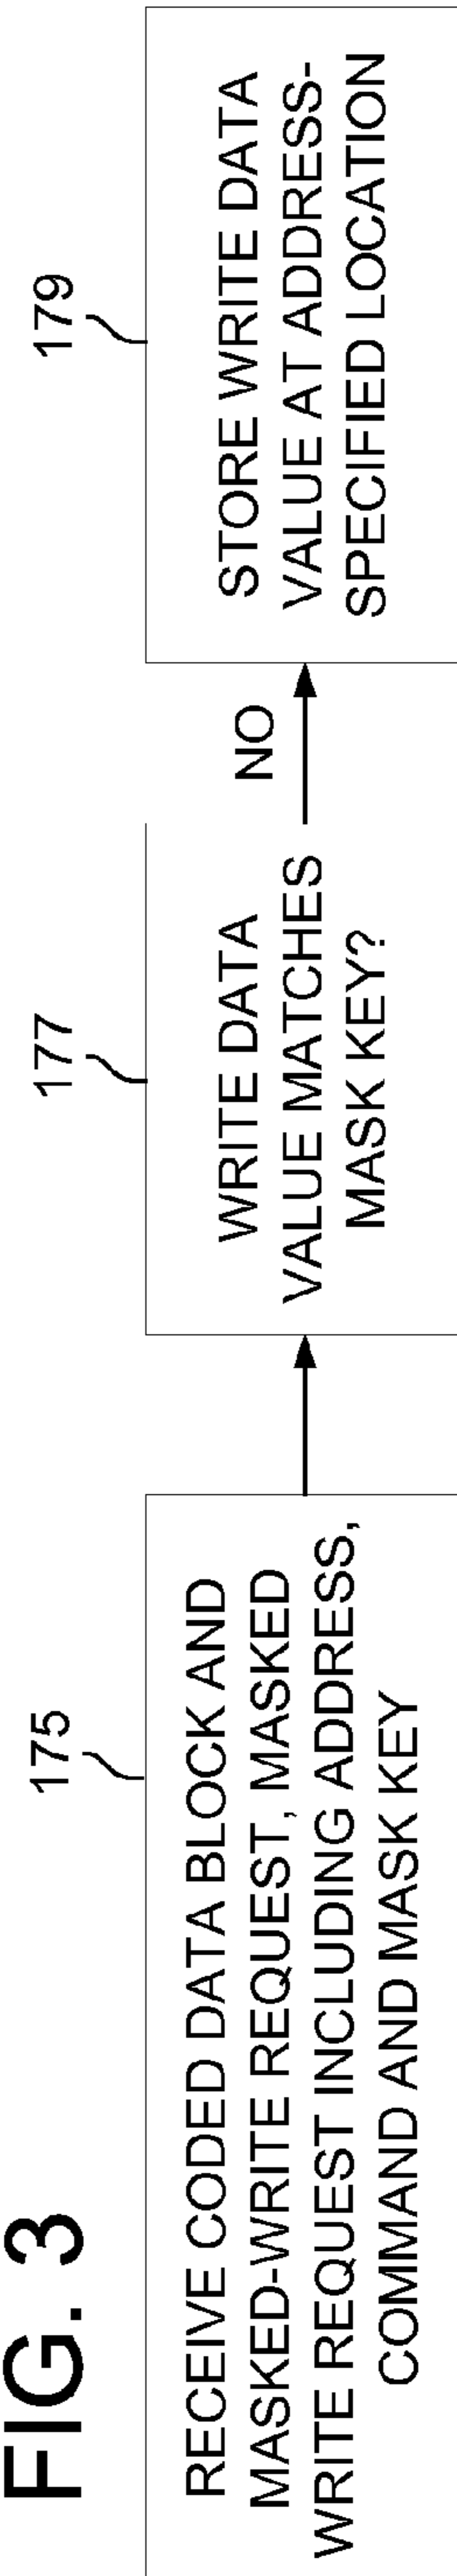 FIG. 3
175
RECEIVE CODED DATA BLOCK AND
MASKED-WRITE REQUEST, MASKED
WRITE REQUEST INCLUDING ADDRESS,
COMMAND AND MASK KEY
177
WRITE DATA
VALUE MATCHES
MASK KEY?
NO
179
STORE WRITE DATA
VALUE AT ADDRESS-
SPECIFIED LOCATION